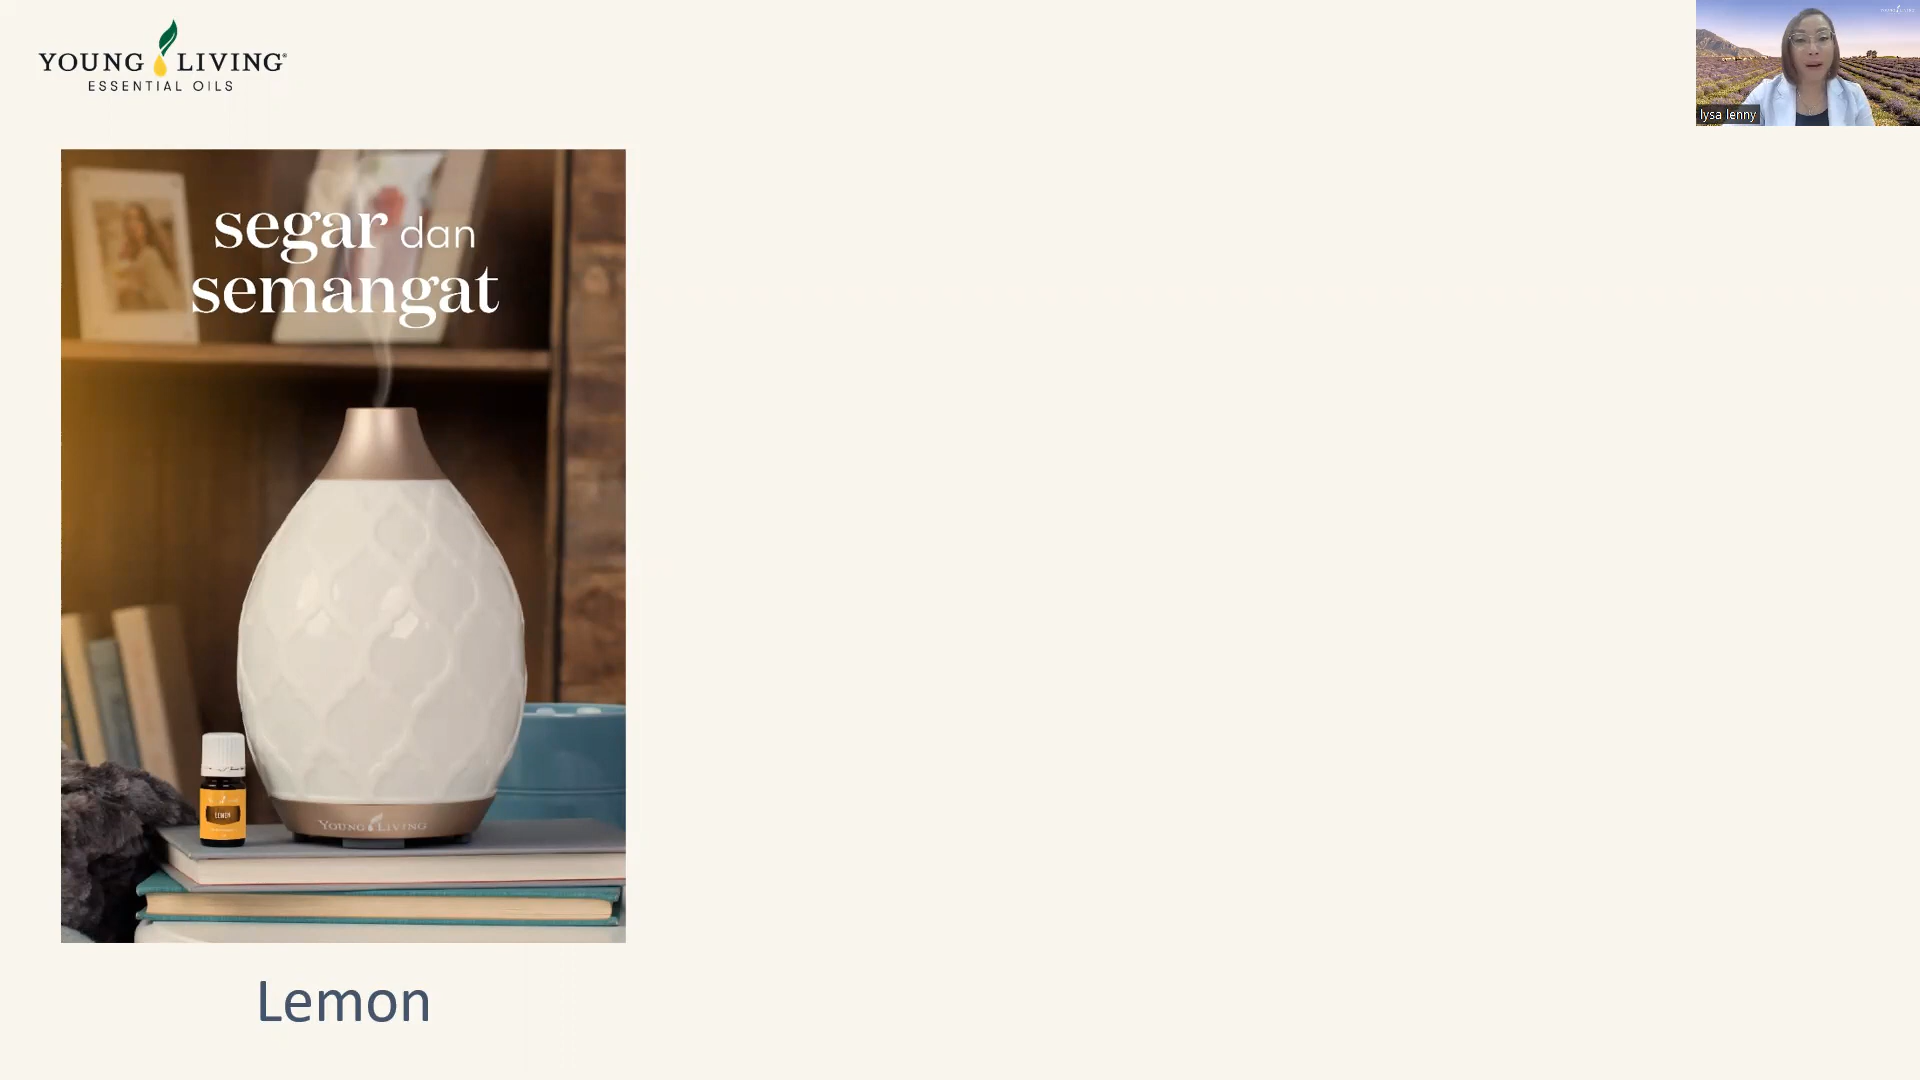 YOUNG LIVING
ESSENTIAL OILS
lysa lenny
segar dan
semangat
LEMON
YOUNG LIVING
Lemon